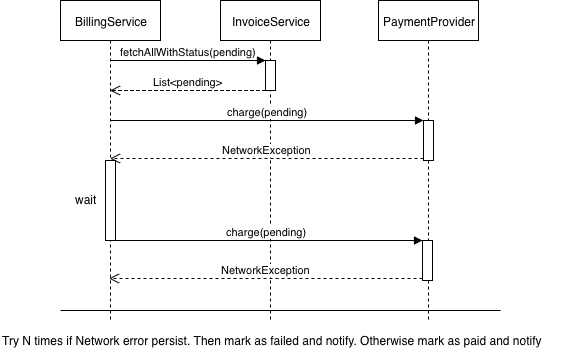 BillingService
InvoiceService
PaymentProvider
fetchAllWithStatus(pending)
List<pending>
charge(pending)
NetworkException
wait
charge(pending)
NetworkException
Try N times if Network error persist. Then mark as failed and notify. Otherwise mark as paid and notify